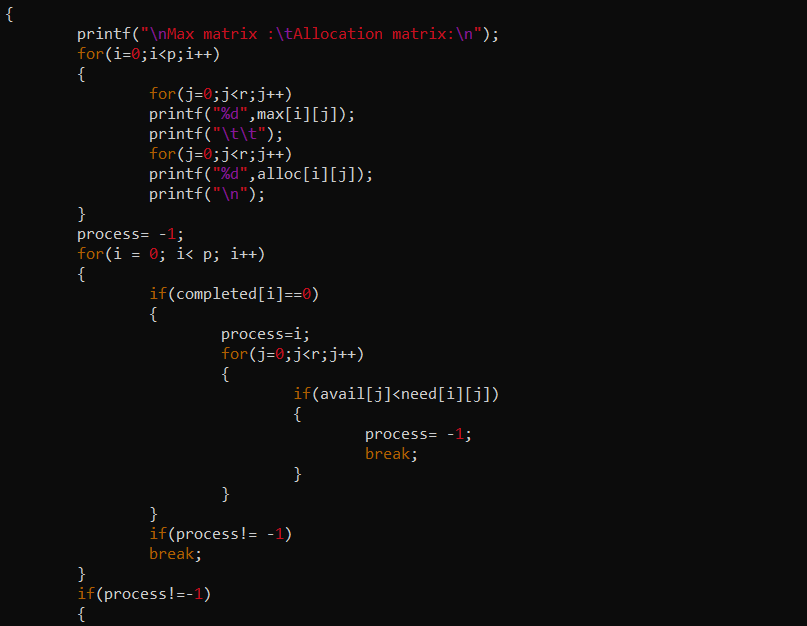 {
printf("\nMax matrix :\tAllocation matrix:\n");
for(i=0;i<p;i++)
{
for(j=0;j<r;j++)
printf("%d",max[i][j]);
printf("\t\t");
for(j=0;j<r;j++)
printf("%d",alloc[i][j]);
printf("\n");
}
process= -1;
for(i = 0; i< p; i++)
{
if(completed[i]==0)
{
process=i;
for(j=0;j<r;j++)
{
if(avail[j]<need[i][j])
{
process= -1;
break;
}
}
}
if(process!= -1)
break;
}
if(process!=-1)
{